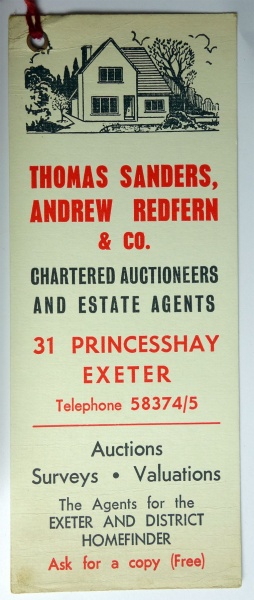 THOMAS SANDERS,
ANDREW REDFERN
& CO.
CHARTERED AUCTIONEERS
AND ESTATE AGENTS
31 PRINCESSHAY
EXETER
Telephone 58374/5
Auctions
Surveys • Valuations
The Agents for the
EXETER AND DISTRICT
HOMEFINDER
Ask for a copy (Free)